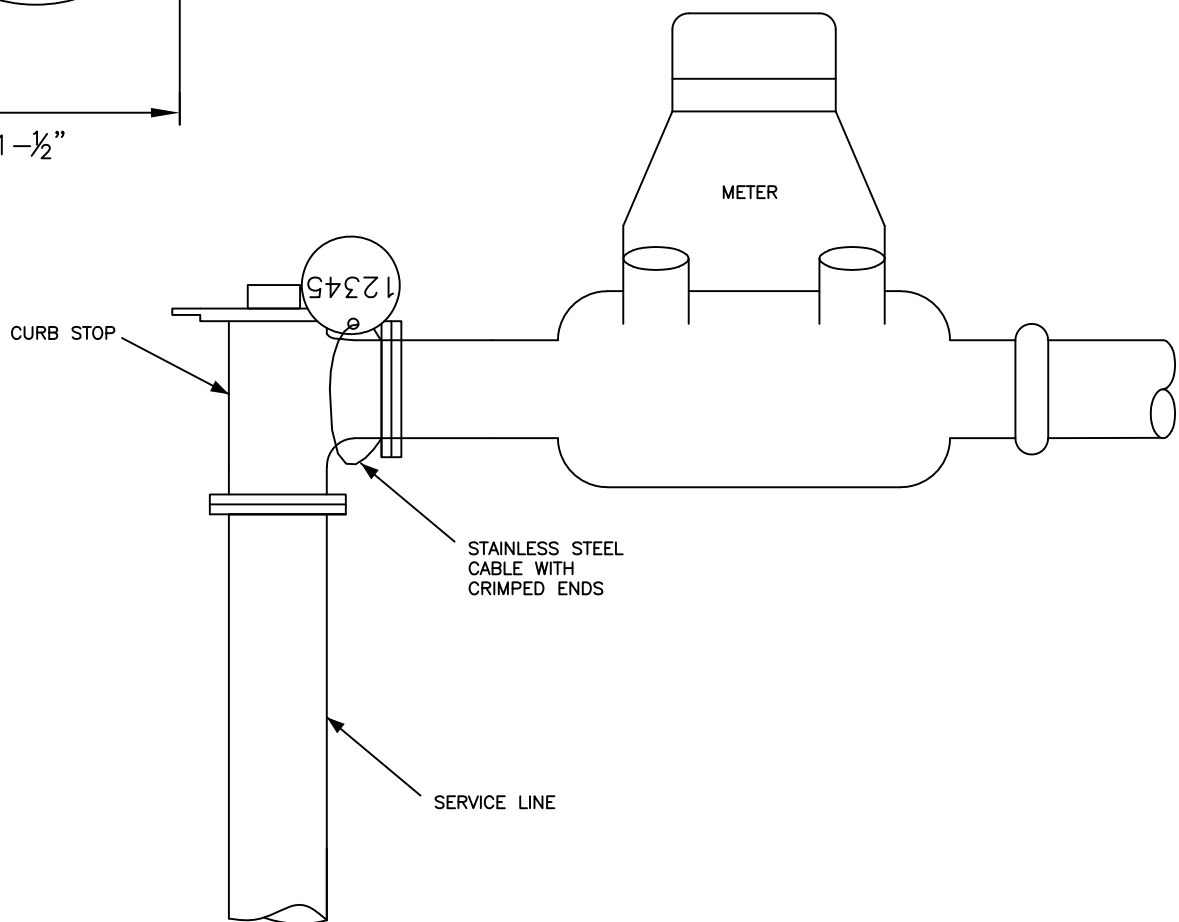 1-½"
METER
12345
CURB STOP
STAINLESS STEEL
CABLE WITH
CRIMPED ENDS
SERVICE LINE